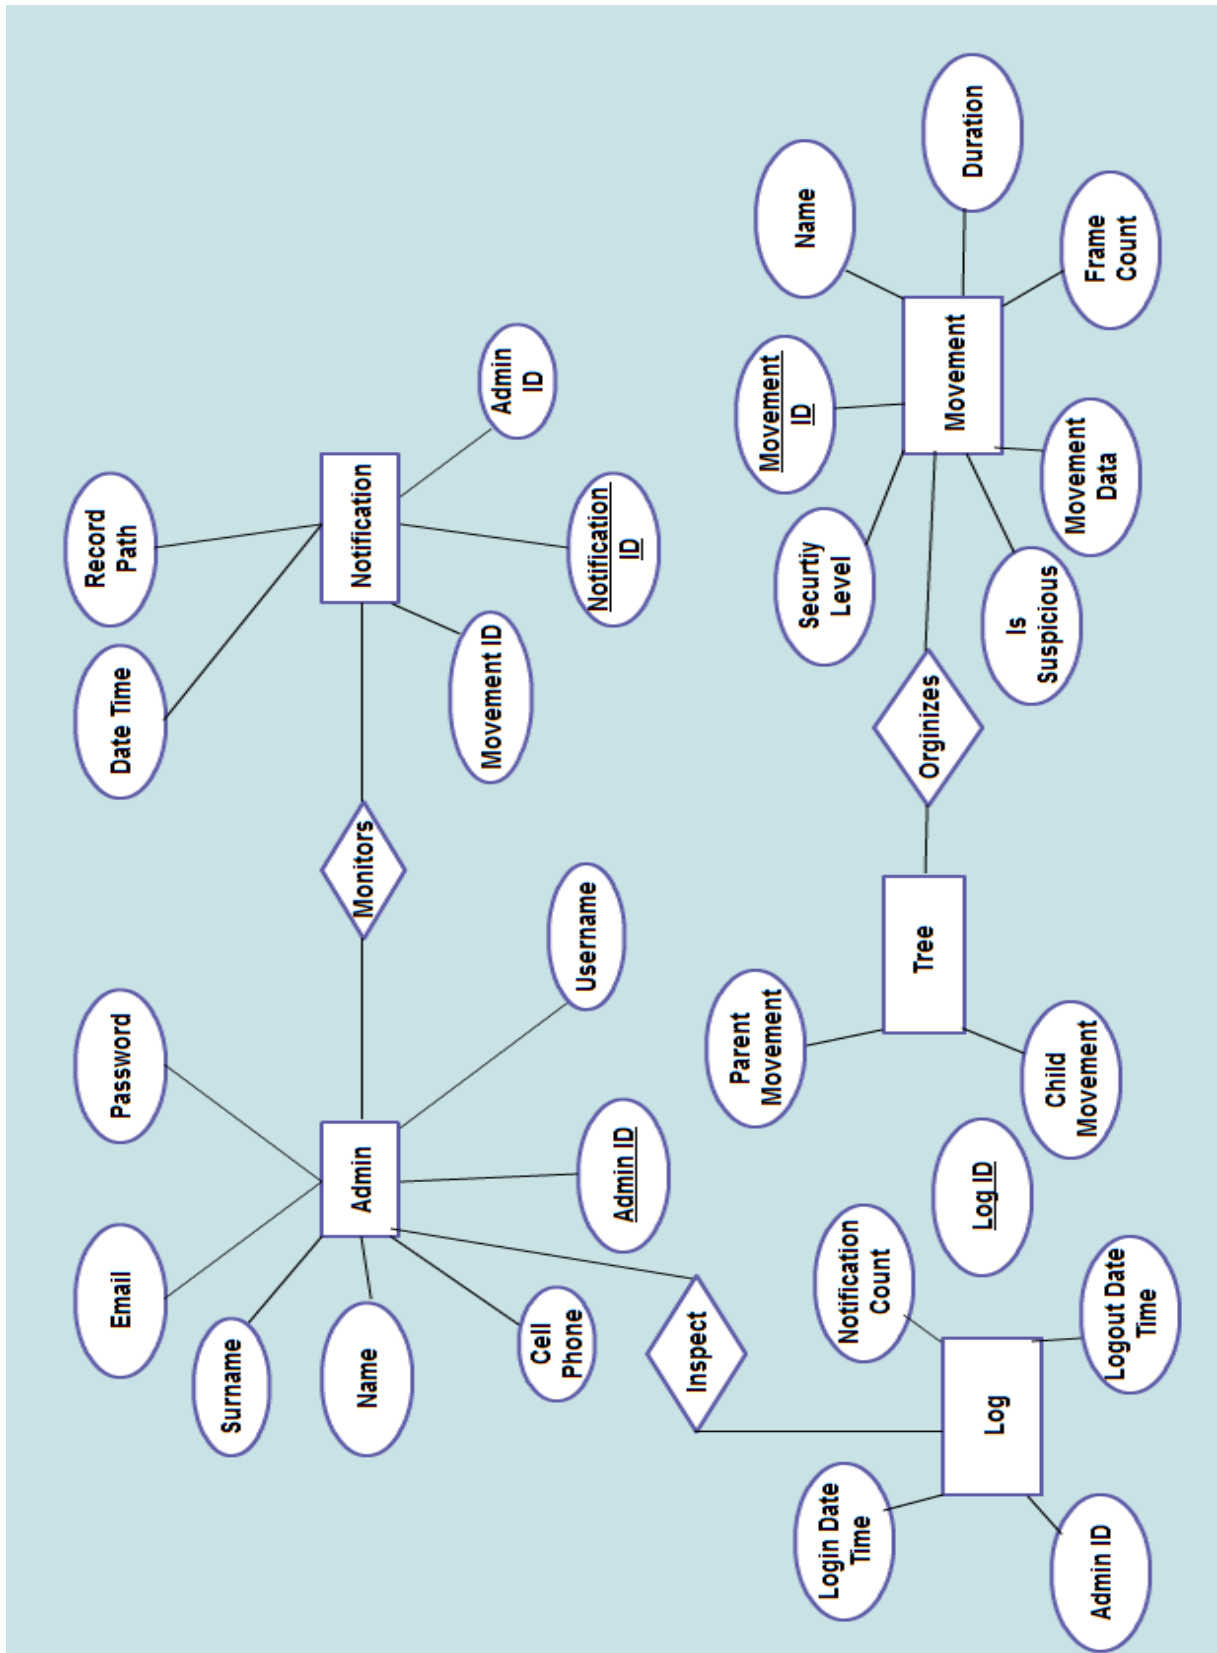 Email
Password
Date Time
Record
Path
Surname
Name
Admin
Monitors
Notification
Cell
Phone
Admin ID
Username
Movement ID
Notification
ID
Admin
ID
Inspect
Login Date
Time
Notification
Count
Parent
Movement
Securtiy
Level
Movement
ID
Name
Log
Log ID
Tree
Orginizes
Movement
Duration
Admin ID
Logout Date
Time
Child
Movement
Is
Suspicious
Movement
Data
Frame
Count